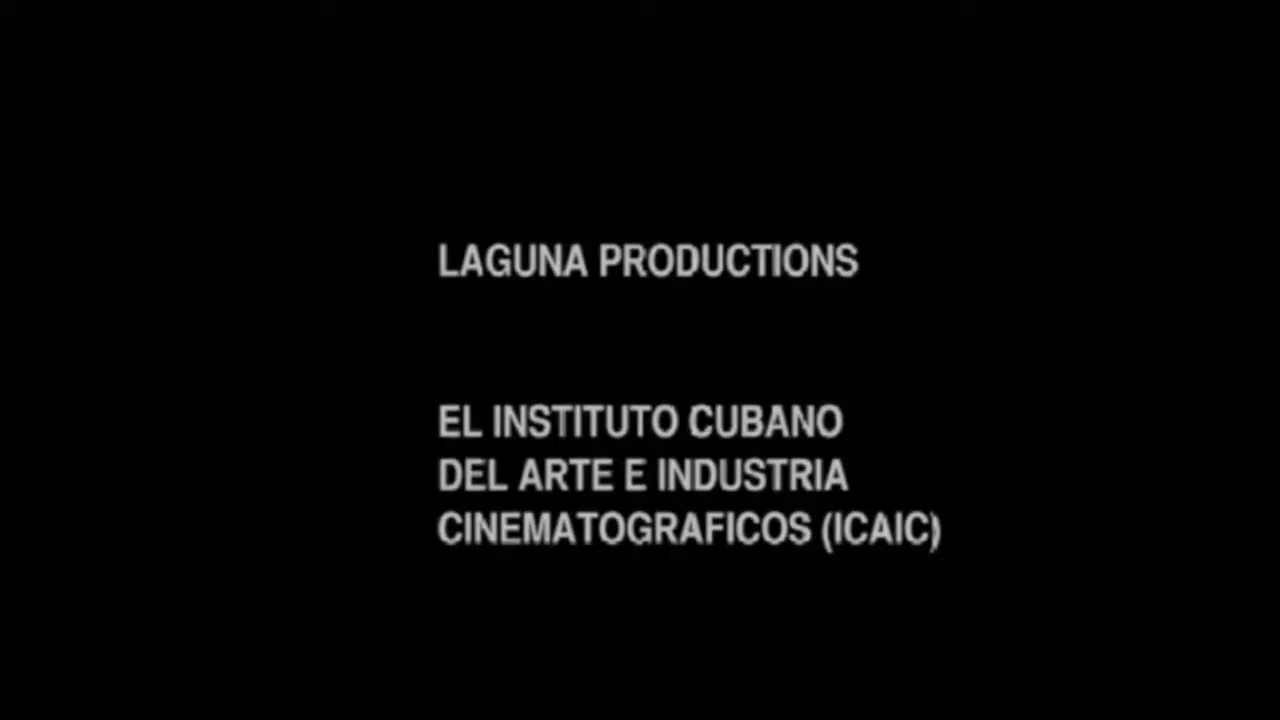 LAGUNA PRODUCTIONS
EL INSTITUTO CUBANO
DEL ARTE E INDUSTRIA
CINEMATOGRAFICOS (ICAIC)